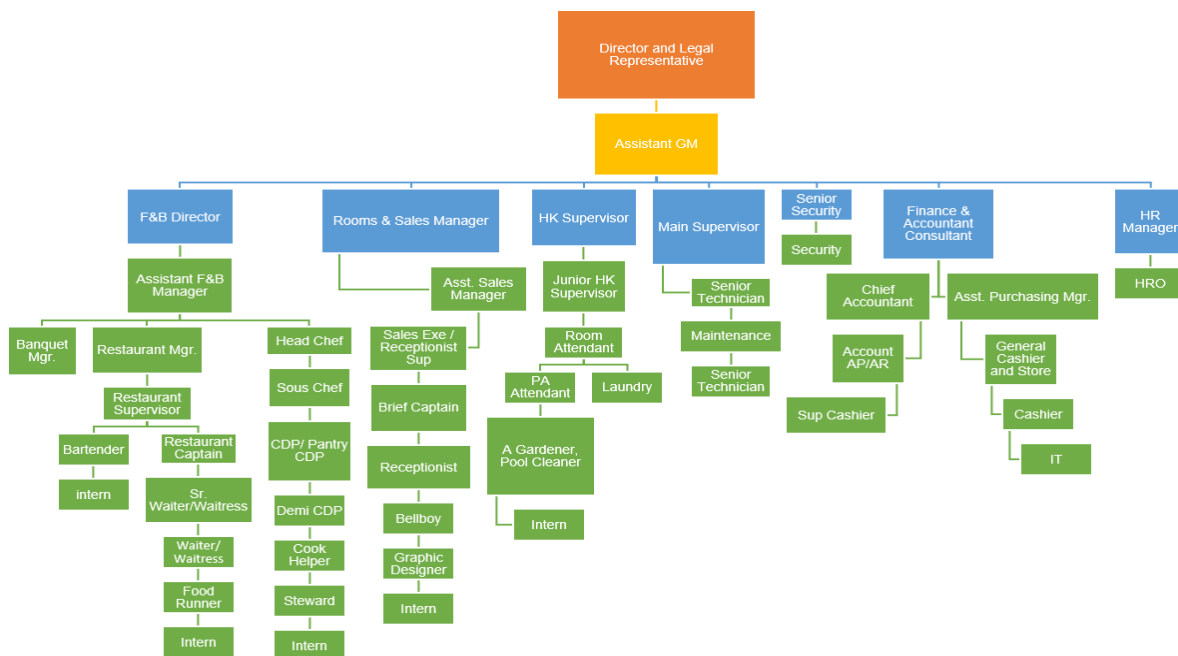 Director and Legal
Representative
Assistant GM
F&B Director
Rooms & Sales Manager
HK Supervisor
Main Supervisor
Senior
Security
Finance &
Accountant
Consultant
HR
Manager
Assistant F&B
Manager
Banquet
Mgr.
Restaurant Mgr.
Restaurant
Supervisor
Bartender
intern
Restaurant
Captain
Sr.
Waiter/Waitress
Waiter/
Waitress
Food
Runner
Intern
Head Chef
Sous Chef
CDP/ Pantry
CDP
Demi CDP
Cook
Helper
Steward
Intern
Asst. Sales
Manager
Sales Exe /
Receptionist
Sup
Brief Captain
Receptionist
Bellboy
Graphic
Designer
Intern
Junior HK
Supervisor
Room
Attendant
PA
Attendant
Laundry
A Gardener,
Pool Cleaner
Intern
Senior
Technician
Maintenance
Senior
Technician
Security
Chief
Accountant
Account
AP/AR
Sup Cashier
Asst. Purchasing Mgr.
General
Cashier
and Store
Cashier
IT
HRO